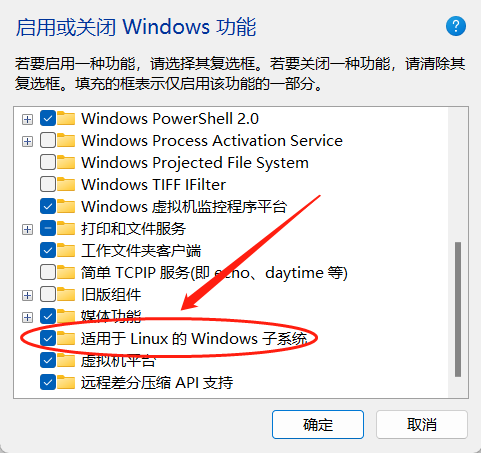 启用或关闭 Windows 功能
?
若要启用一种功能，请选择其复选框。若要关闭一种功能，请清除其
复选框。填充的框表示仅启用该功能的一部分。
Windows PowerShell 2.0
Windows Process Activation Service
Windows Projected File System
Windows TIFF IFilter
Windows 虚拟机监控程序平台
打印和文件服务
工作文件夹客户端
简单 TCPIP 服务(即 echo、daytime 等)
旧版组件
媒体功能
适用于 Linux 的 Windows 子系统
虚拟机平台
远程差分压缩 API 支持
确定
取消